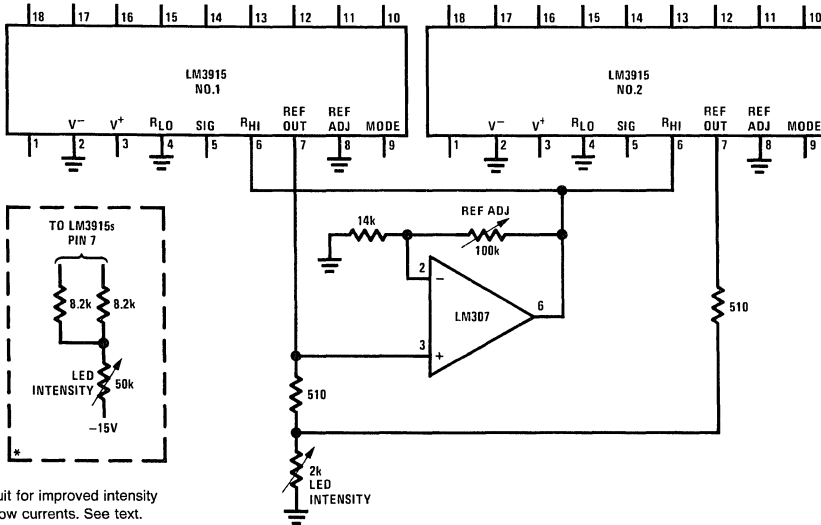 18 17 16 15 14 13 12 11 10
18 17 16 15 14 13 12 11 10
LM3915
NO.1
LM3915
NO.2
V− V+ RLO SIG RHI REF OUT REF ADJ MODE
V− V+ RLO SIG RHI REF OUT REF ADJ MODE
1 2 3 4 5 6 7 8 9
1 2 3 4 5 6 7 8 9
14k
REF ADJ
100k
2
−
LM307
6
3
+
510
510
2k
LED
INTENSITY
TO LM3915s
PIN 7
8.2k 8.2k
LED
INTENSITY
50k
−15V
*
uit for improved intensity
ow currents. See text.